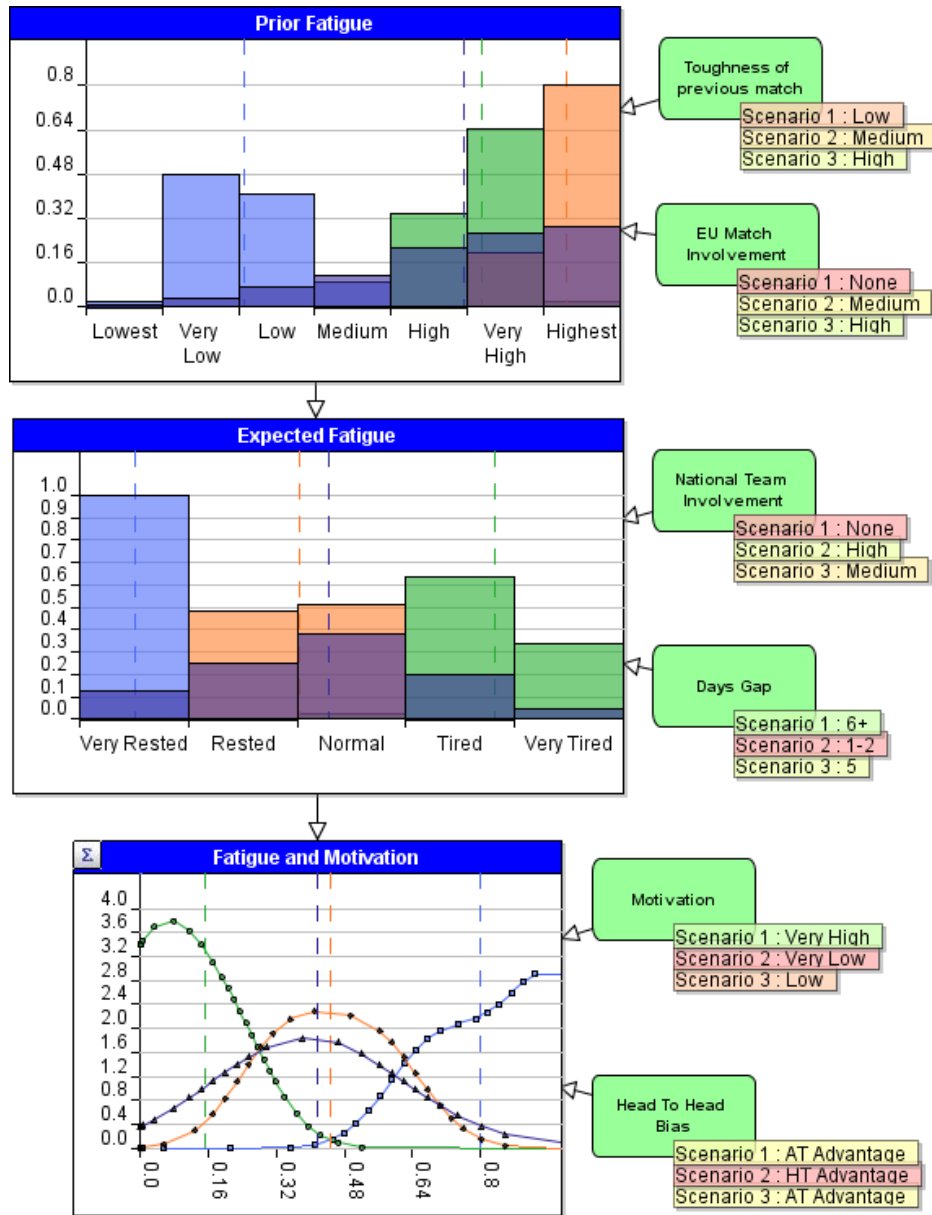 Prior Fatigue
0.8
0.64
0.48
0.32
0.16
0.0
Lowest
Very
Low
Low
Medium
High
Very
High
Highest
Toughness of
previous match
Scenario 1 : Low
Scenario 2 : Medium
Scenario 3 : High
EU Match
Involvement
Scenario 1 : None
Scenario 2 : Medium
Scenario 3 : High
Expected Fatigue
1.0
0.9
0.8
0.7
0.6
0.5
0.4
0.3
0.2
0.1
0.0
Very Rested
Rested
Normal
Tired
Very Tired
National Team
Involvement
Scenario 1 : None
Scenario 2 : High
Scenario 3 : Medium
Days Gap
Scenario 1 : 6+
Scenario 2 : 1-2
Scenario 3 : 5
Σ
Fatigue and Motivation
4.0
3.6
3.2
2.8
2.4
2.0
1.6
1.2
0.8
0.4
0.0
0.0
0.16
0.32
0.48
0.64
0.8
Motivation
Scenario 1 : Very High
Scenario 2 : Very Low
Scenario 3 : Low
Head To Head
Bias
Scenario 1 : AT Advantage
Scenario 2 : HT Advantage
Scenario 3 : AT Advantage